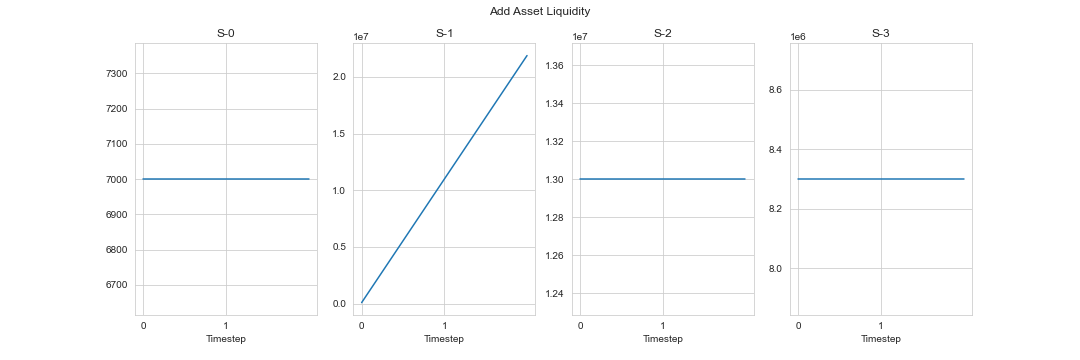 Add Asset Liquidity
S-0
7300
7200
7100
7000
6900
6800
6700
0 1
Timestep
S-1
1e7
2.0
1.5
1.0
0.5
0.0
0 1
Timestep
S-2
1e7
1.36
1.34
1.32
1.30
1.28
1.26
1.24
0 1
Timestep
S-3
1e6
8.6
8.4
8.2
8.0
0 1
Timestep